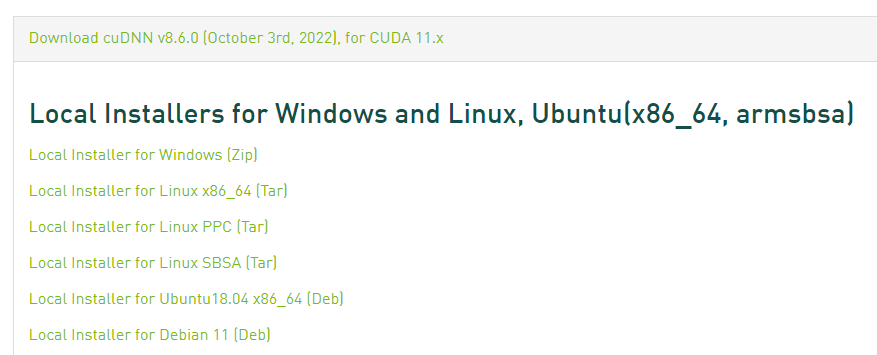 Download cuDNN v8.6.0 (October 3rd, 2022), for CUDA 11.x
Local Installers for Windows and Linux, Ubuntu(x86_64, armsbsa)
Local Installer for Windows (Zip)
Local Installer for Linux x86_64 (Tar)
Local Installer for Linux PPC (Tar)
Local Installer for Linux SBSA (Tar)
Local Installer for Ubuntu18.04 x86_64 (Deb)
Local Installer for Debian 11 (Deb)